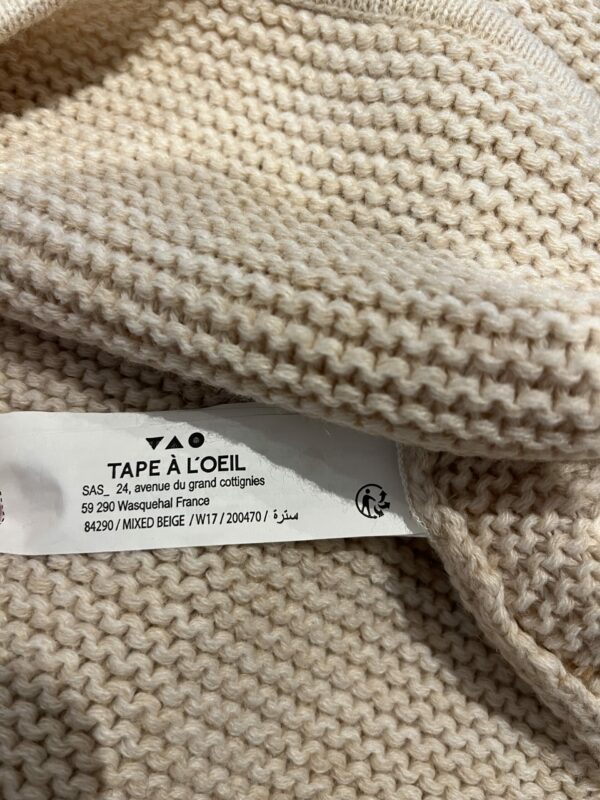 TAPE À L'OEIL
SAS_ 24, avenue du grand cottignies
59 290 Wasquehal France
84290 / MIXED BEIGE / W17 / 200470 / سترة